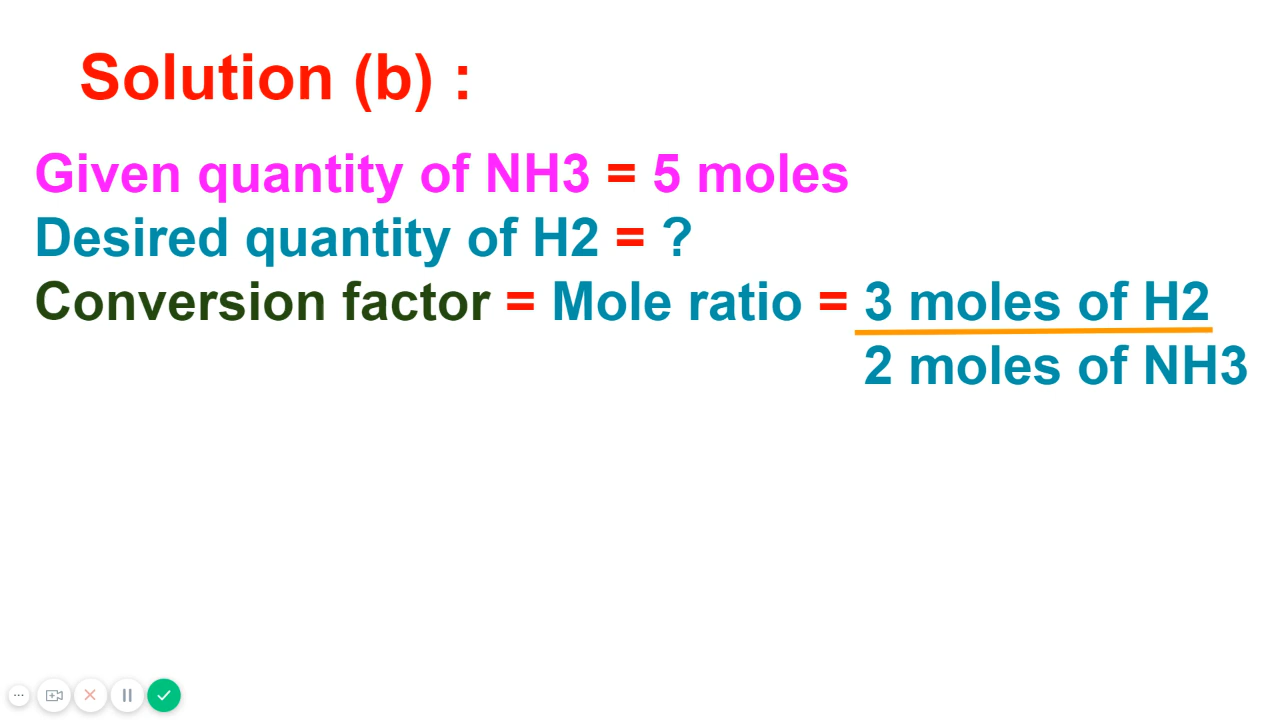 Solution (b) :
Given quantity of NH3 = 5 moles
Desired quantity of H2 = ?
Conversion factor = Mole ratio = 3 moles of H2
2 moles of NH3